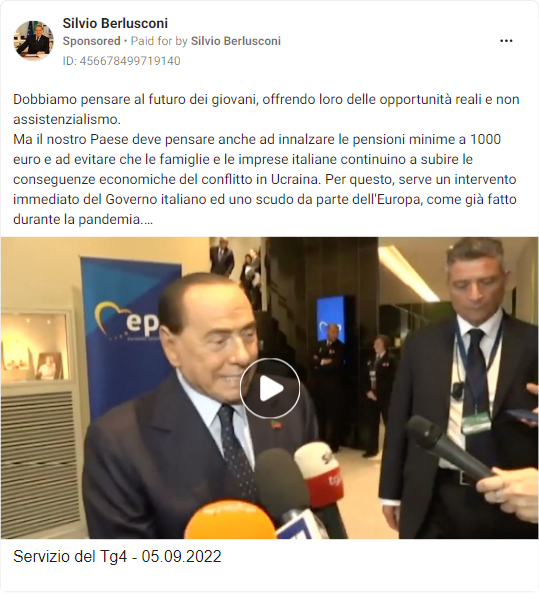 Silvio Berlusconi
Sponsored • Paid for by Silvio Berlusconi
ID: 456678499719140
Dobbiamo pensare al futuro dei giovani, offrendo loro delle opportunità reali e non
assistenzialismo.
Ma il nostro Paese deve pensare anche ad innalzare le pensioni minime a 1000
euro e ad evitare che le famiglie e le imprese italiane continuino a subire le
conseguenze economiche del conflitto in Ucraina. Per questo, serve un intervento
immediato del Governo italiano ed uno scudo da parte dell'Europa, come già fatto
durante la pandemia....
ep
Servizio del Tg4 - 05.09.2022